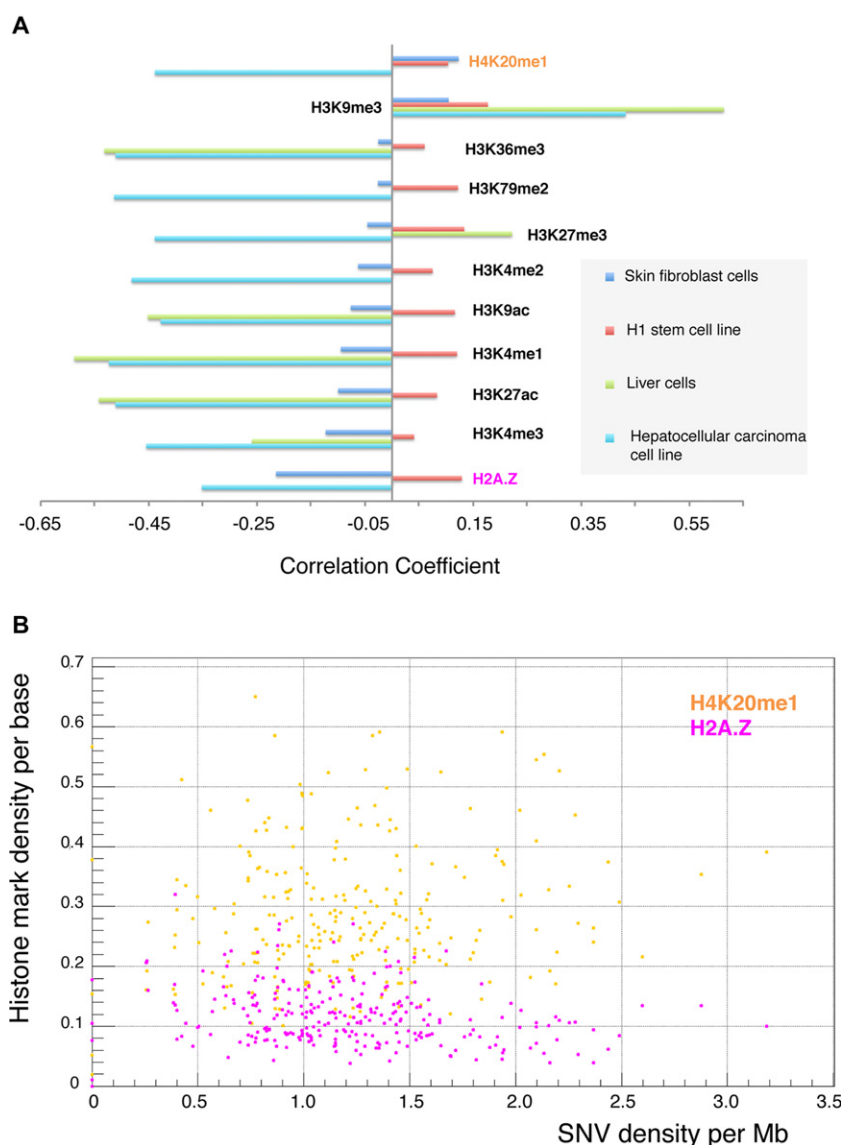 A
H4K20me1
H3K9me3
H3K36me3
H3K79me2
H3K27me3
H3K4me2
H3K9ac
H3K4me1
H3K27ac
H3K4me3
H2A.Z
Skin fibroblast cells
H1 stem cell line
Liver cells
Hepatocellular carcinoma
cell line
-0.65 -0.45 -0.25 -0.05 0.15 0.35 0.55
Correlation Coefficient
B
Histone mark density per base
0.7
0.6
0.5
0.4
0.3
0.2
0.1
0
H4K20me1
H2A.Z
0 0.5 1.0 1.5 2.0 2.5 3.0 3.5
SNV density per Mb